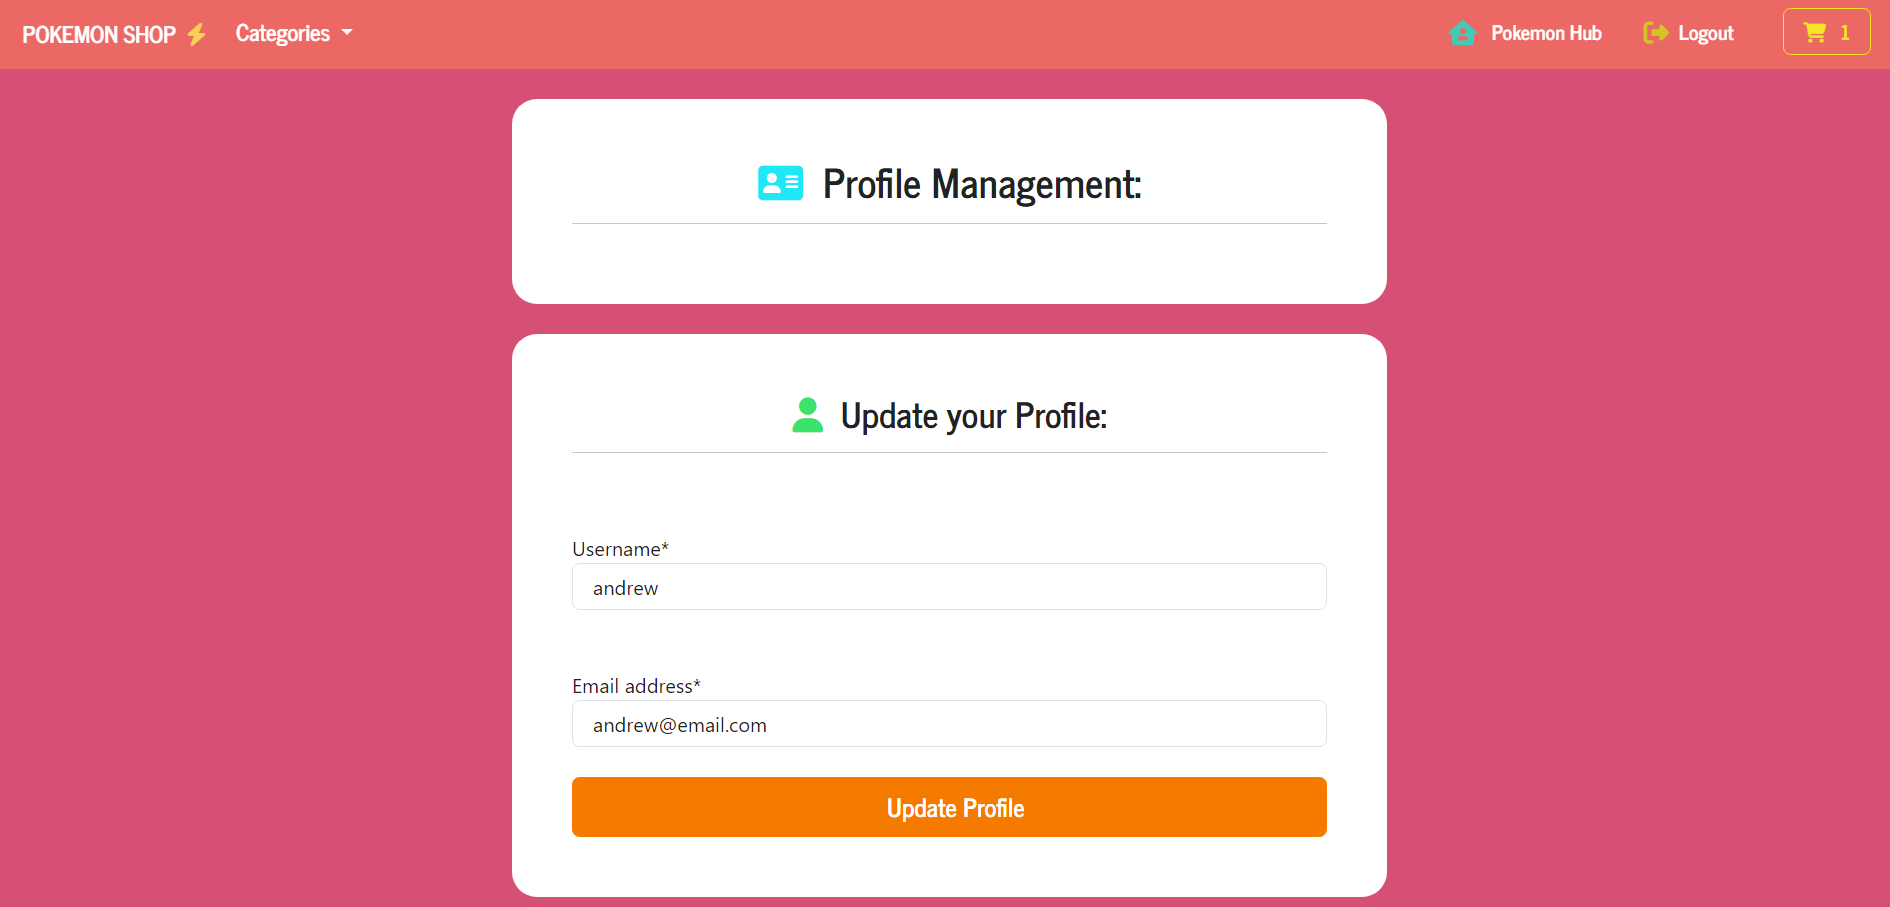 POKEMON SHOP Categories Pokemon Hub Logout 1
Profile Management:
Update your Profile:
Username*
andrew
Email address*
andrew@email.com
Update Profile